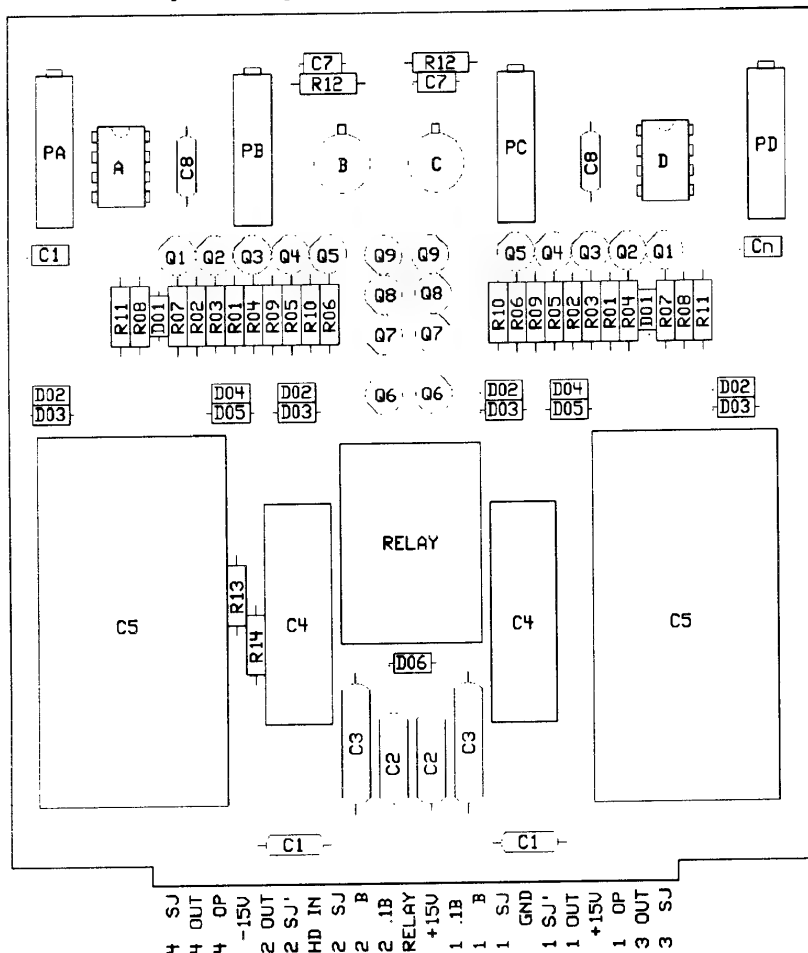 C7 R12
R12 C7
PA A C8 PB B C PC C8 D PD
C1 Q1 Q2 Q3 Q4 Q5 Q9 Q9 Q5 Q4 Q3 Q2 Q1 Cn
Q8 Q8
R11 R08 D01 R07 R02 R03 R01 R04 R09 R05 R10 R06
R10 R06 R09 R05 R02 R03 R01 R04 D01 R07 R08 R11
Q7 Q7
D02 D04 D02 Q6 Q6 D02 D04 D02
D03 D05 D03 D03 D05 D03
RELAY
R13
C5 R14 C4 C4 C5
D06
C3 C2 C2 C3
C1 C1
4 SJ
4 OUT
4 OP
-15V
2 OUT
2 SJ'
HD IN
2 SJ
2 B
2 .1B
RELAY
+15V
1 .1B
1 B
1 SJ
GND
1 SJ'
1 OUT
+15V
1 OP
3 OUT
3 SJ